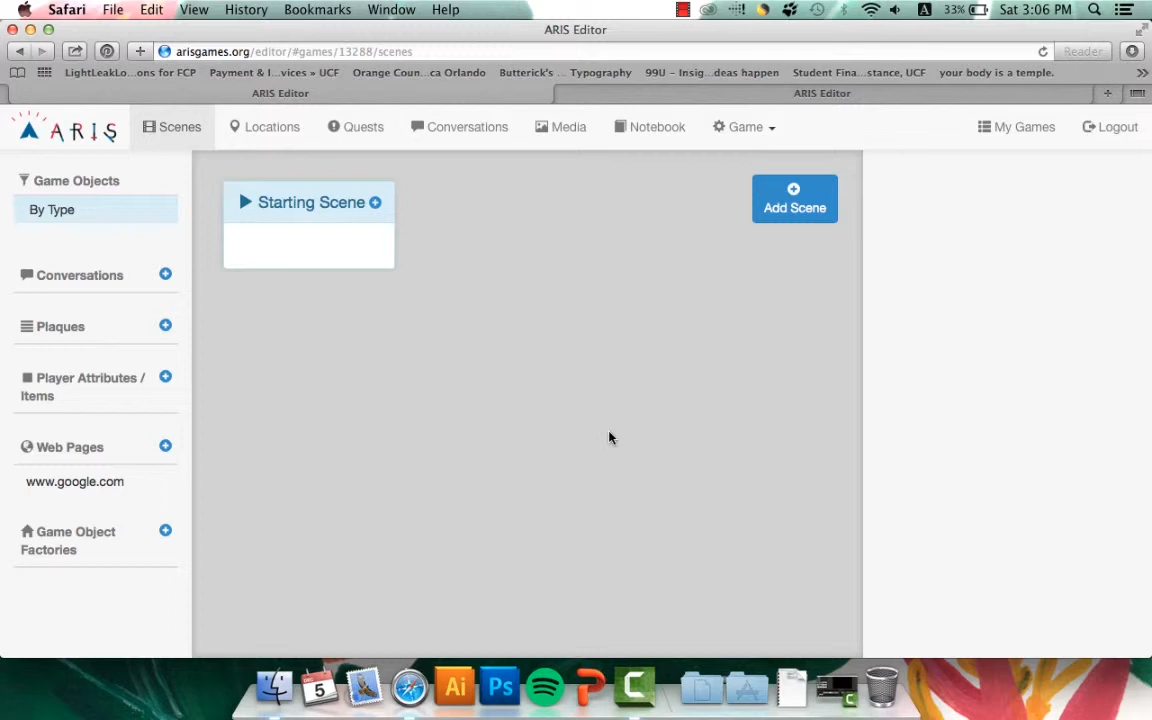 Safari File Edit View History Bookmarks Window Help 33% Sat 3:06 PM
ARIS Editor
arisgames.org/editor/#games/13288/scenes Reader
LightLeakLo...ons for FCP Payment & I...vices » UCF Orange Coun...ca Orlando Butterick's... Typography 99U – Insig...deas happen Student Fina...stance, UCF your body is a temple.
ARIS Editor ARIS Editor
ARIS Scenes Locations Quests Conversations Media Notebook Game My Games Logout
Game Objects
By Type
Starting Scene
Add Scene
Conversations
Plaques
Player Attributes /
Items
Web Pages
www.google.com
Game Object
Factories
5
Ai
Ps